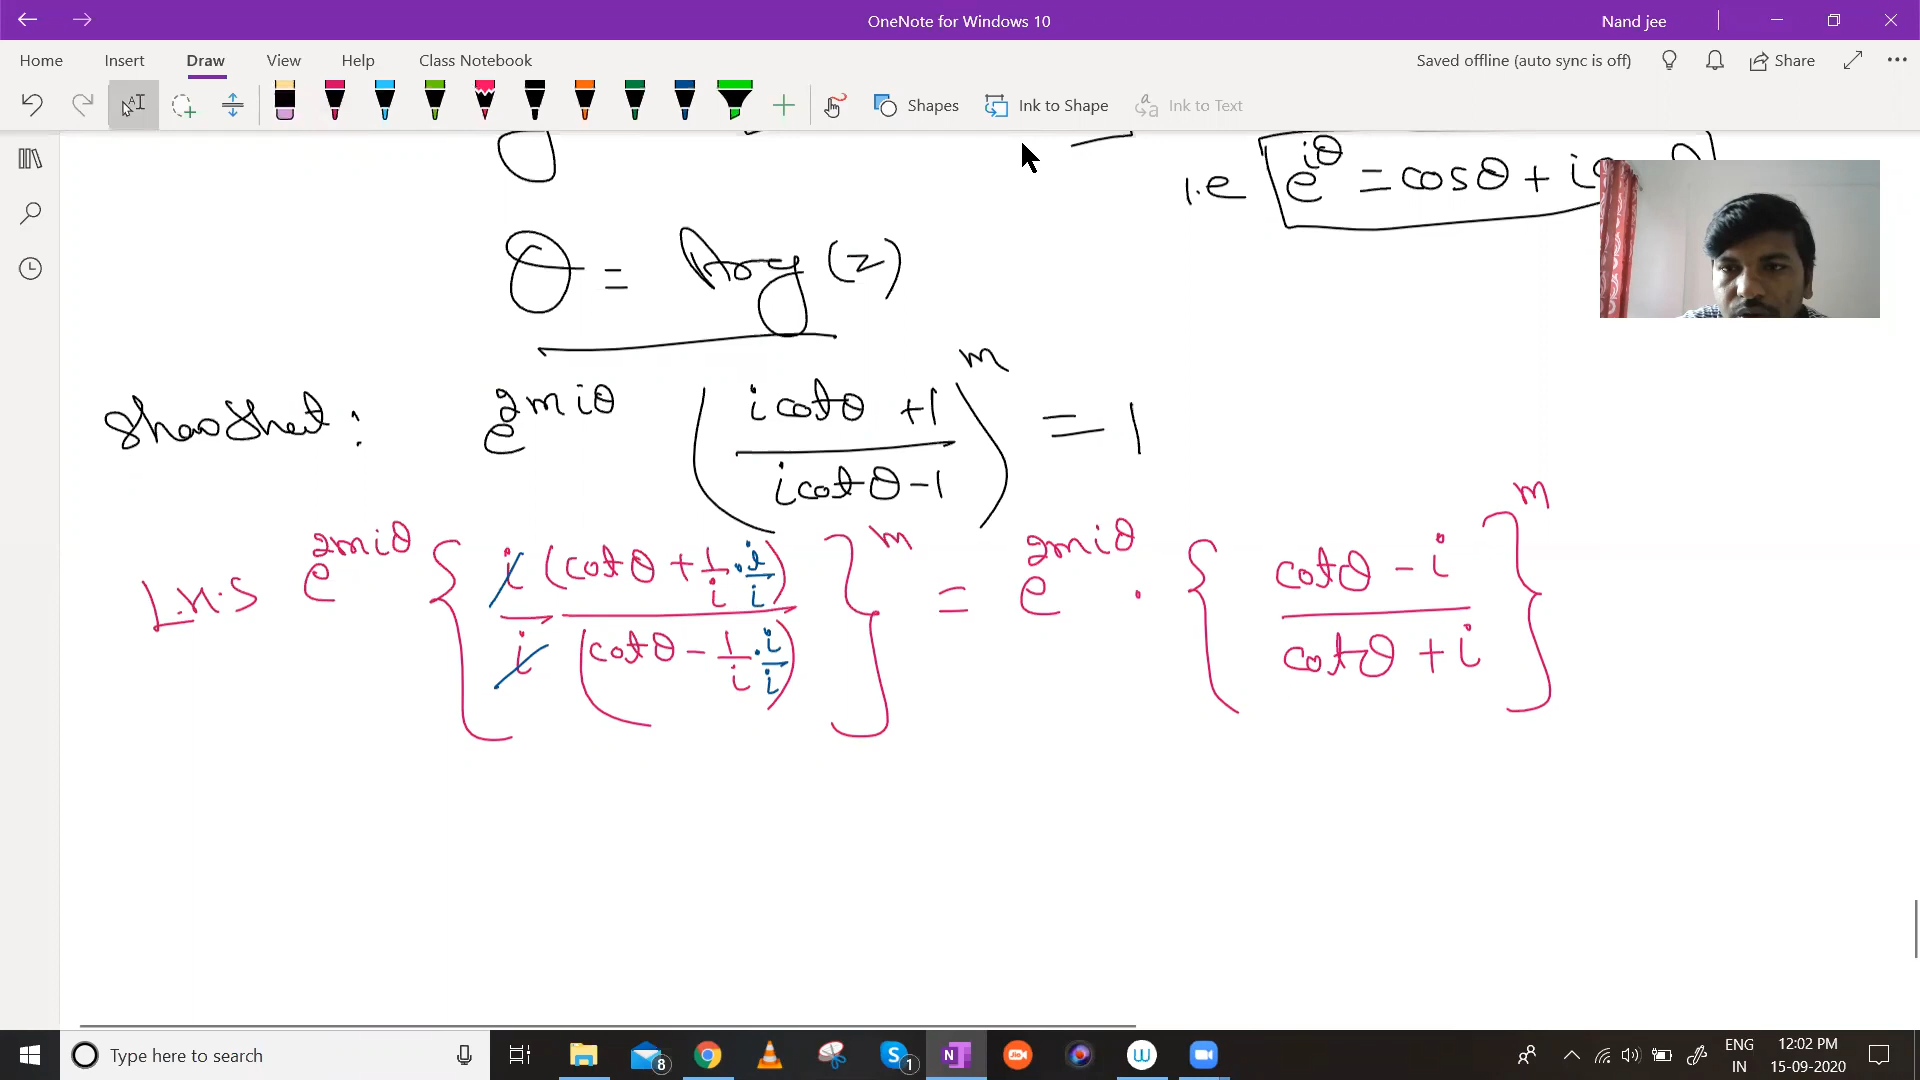 OneNote for Windows 10
Nand jee
Home Insert Draw View Help Class Notebook
Saved offline (auto sync is off) Share
Shapes Ink to Shape Ink to Text
i.e e^{iθ} = cosθ + i
θ = Arg (z)
Show that : e^{2miθ} ( (i cotθ + 1) / (i cotθ - 1) )^m = 1
L.H.S e^{2miθ} { i (cotθ + 1/i · i/i) / i (cotθ - 1/i · i/i) }^m = e^{2miθ} · { (cotθ - i) / (cotθ + i) }^m
Type here to search
8
1
ENG
IN
12:02 PM
15-09-2020